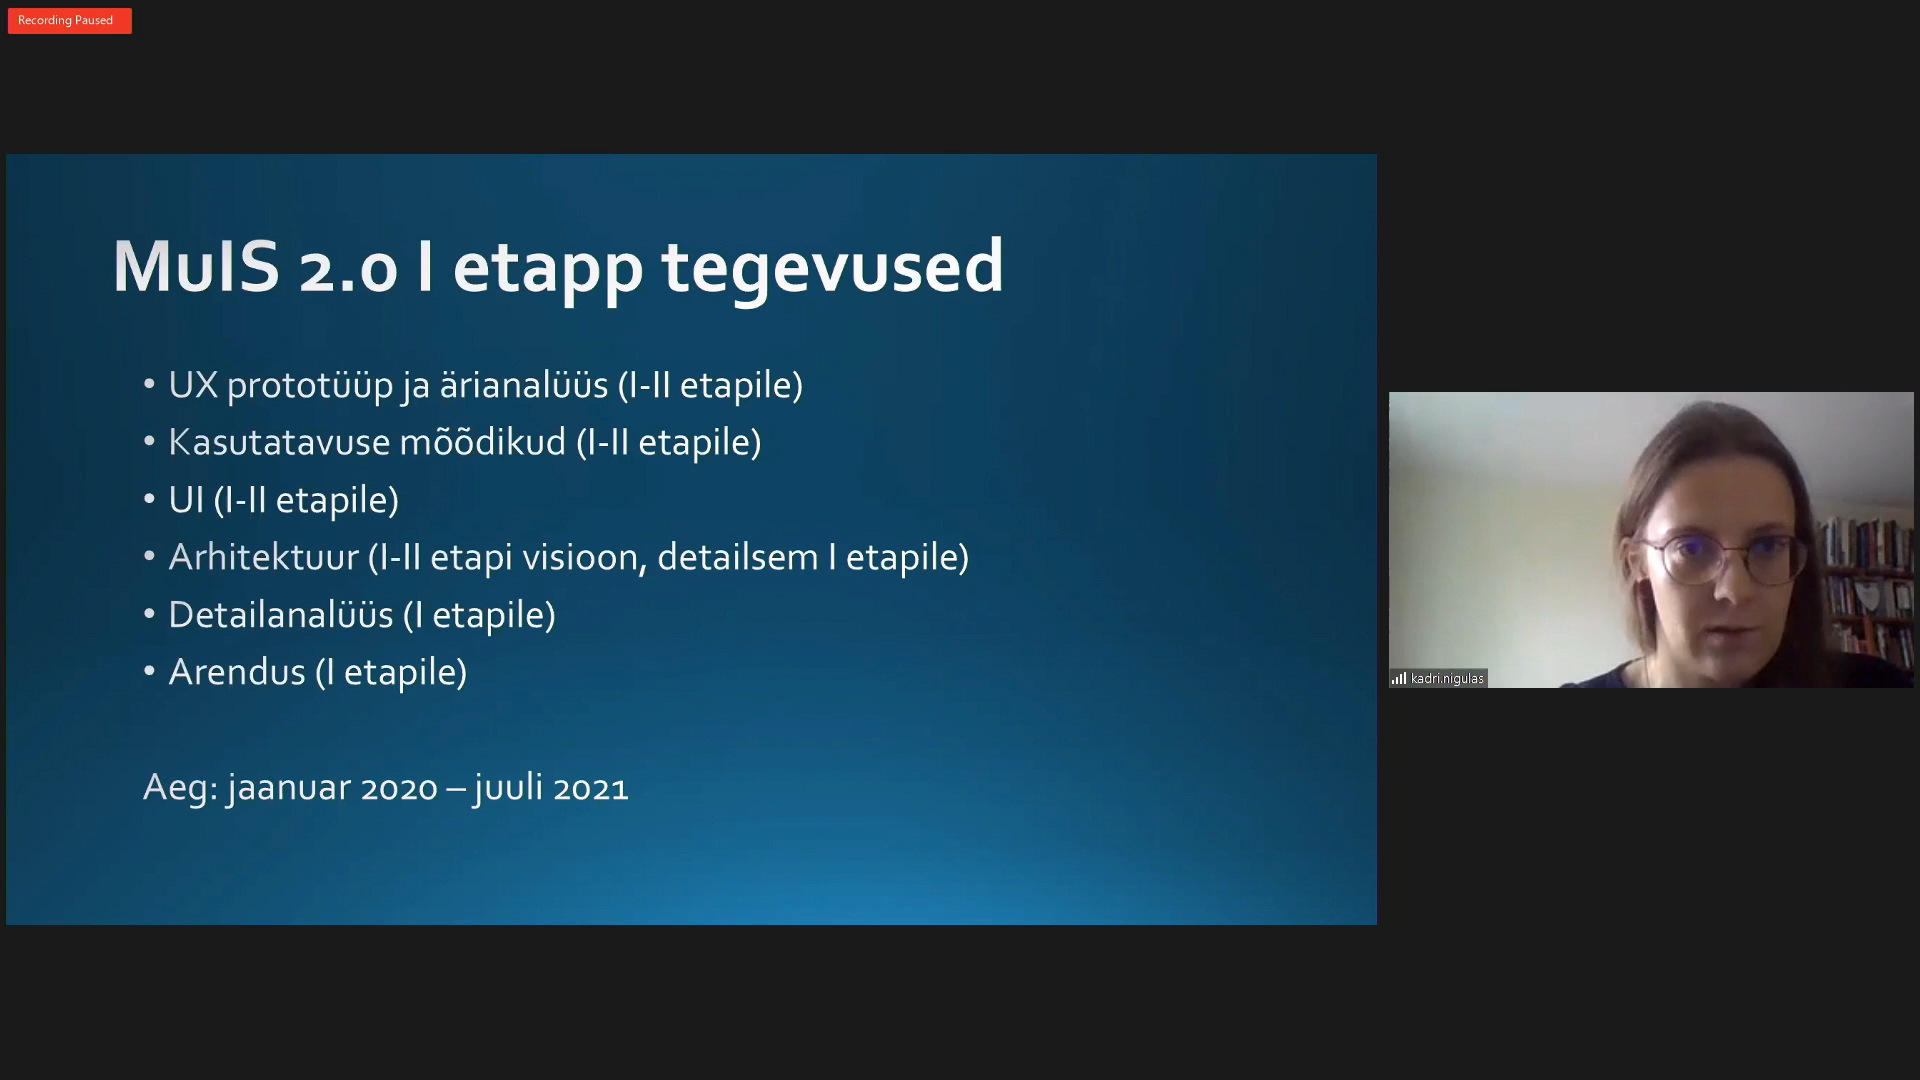 Recording Paused
MuIS 2.0 I etapp tegevused
• UX prototüüp ja ärianalüüs (I-II etapile)
• Kasutatavuse mõõdikud (I-II etapile)
• UI (I-II etapile)
• Arhitektuur (I-II etapi visioon, detailsem I etapile)
• Detailanalüüs (I etapile)
• Arendus (I etapile)
Aeg: jaanuar 2020 – juuli 2021
kadri.nigulas